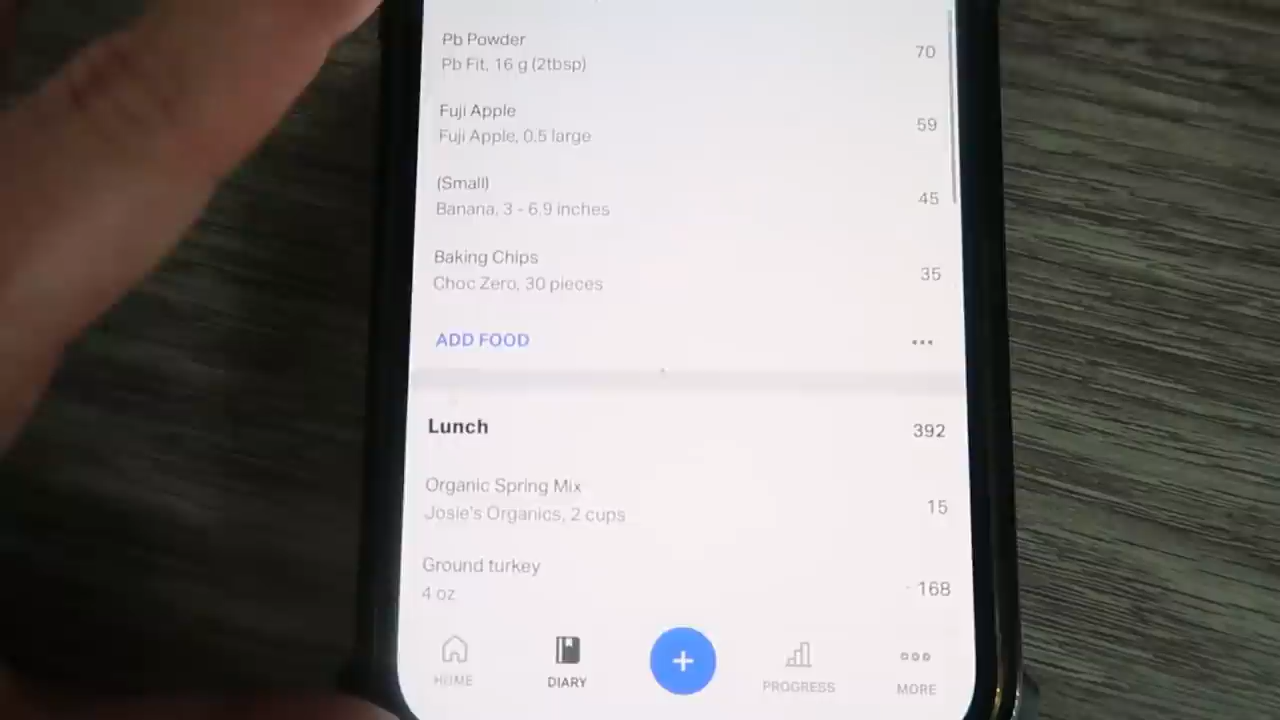 Pb Powder
70
Pb Fit, 16 g (2tbsp)
Fuji Apple
59
Fuji Apple, 0.5 large
(Small)
45
Banana, 3 - 6.9 inches
Baking Chips
35
Choc Zero, 30 pieces
ADD FOOD
Lunch
392
Organic Spring Mix
15
Josie's Organics, 2 cups
Ground turkey
168
4 oz
HOME
DIARY
PROGRESS
MORE